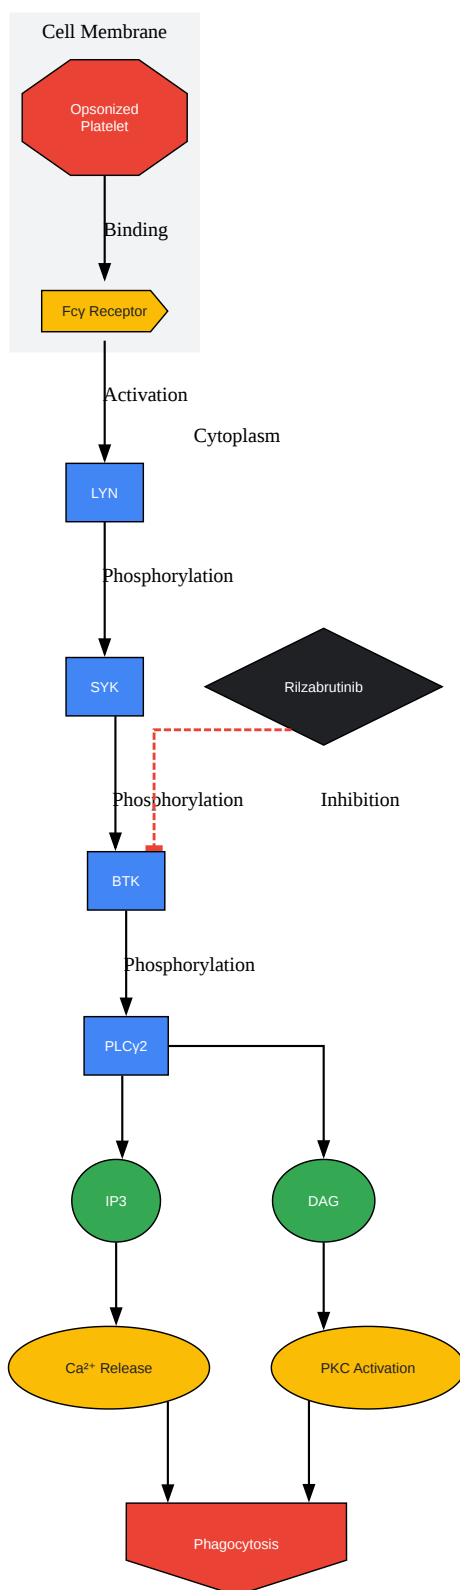 Cell Membrane
Opsonized
Platelet
Binding
Fcγ Receptor
Activation
Cytoplasm
LYN
Phosphorylation
SYK
Rilzabrutinib
Phosphorylation
Inhibition
BTK
Phosphorylation
PLCγ2
IP3
DAG
Ca²⁺ Release
PKC Activation
Phagocytosis